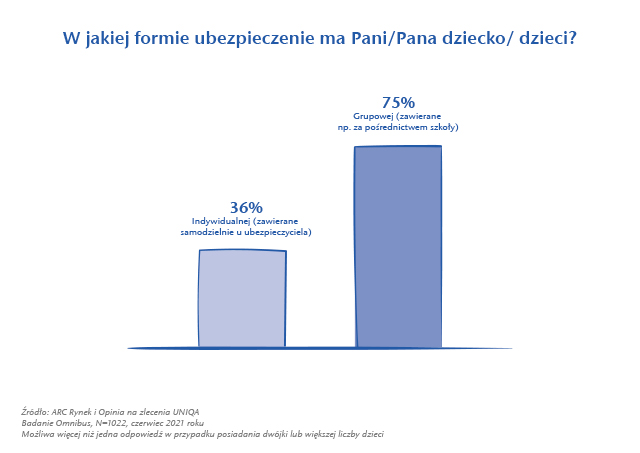 W jakiej formie ubezpieczenie ma Pani/Pana dziecko/ dzieci?
75%
Grupowej (zawierane
np. za pośrednictwem szkoły)
36%
Indywidualnej (zawierane
samodzielnie u ubezpieczyciela)
Źródło: ARC Rynek i Opinia na zlecenia UNIQA
Badanie Omnibus, N=1022, czerwiec 2021 roku
Możliwa więcej niż jedna odpowiedź w przypadku posiadania dwójki lub większej liczby dzieci